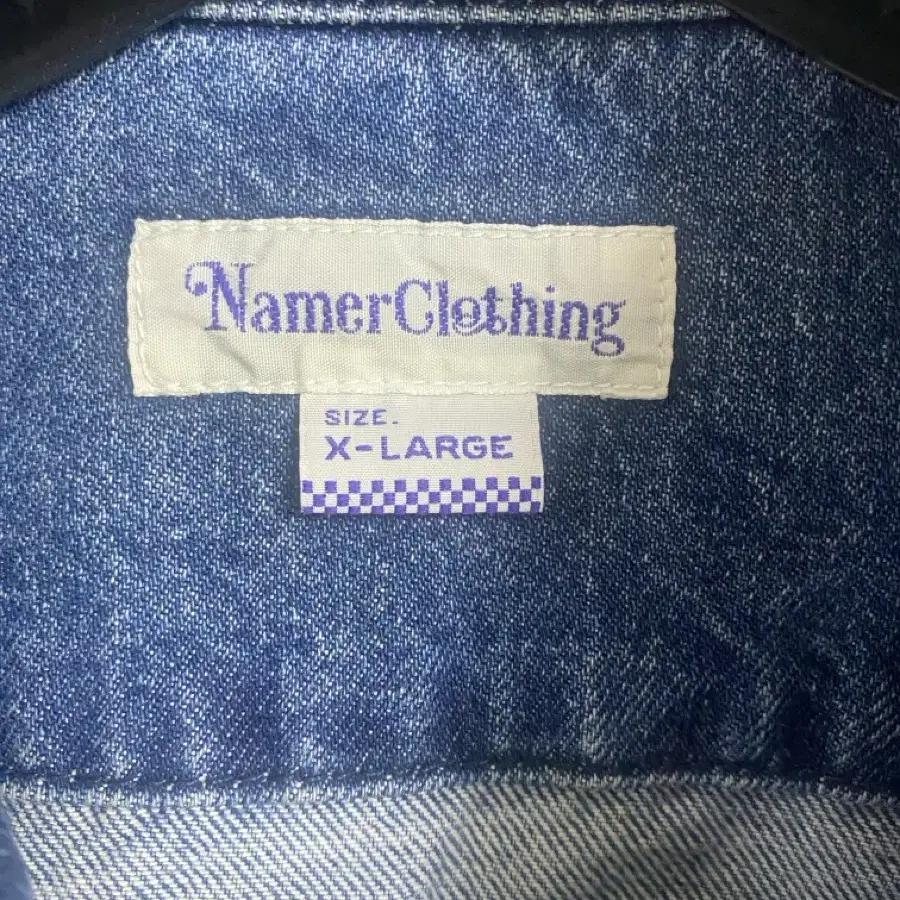 NamerClothing
SIZE.
X-LARGE